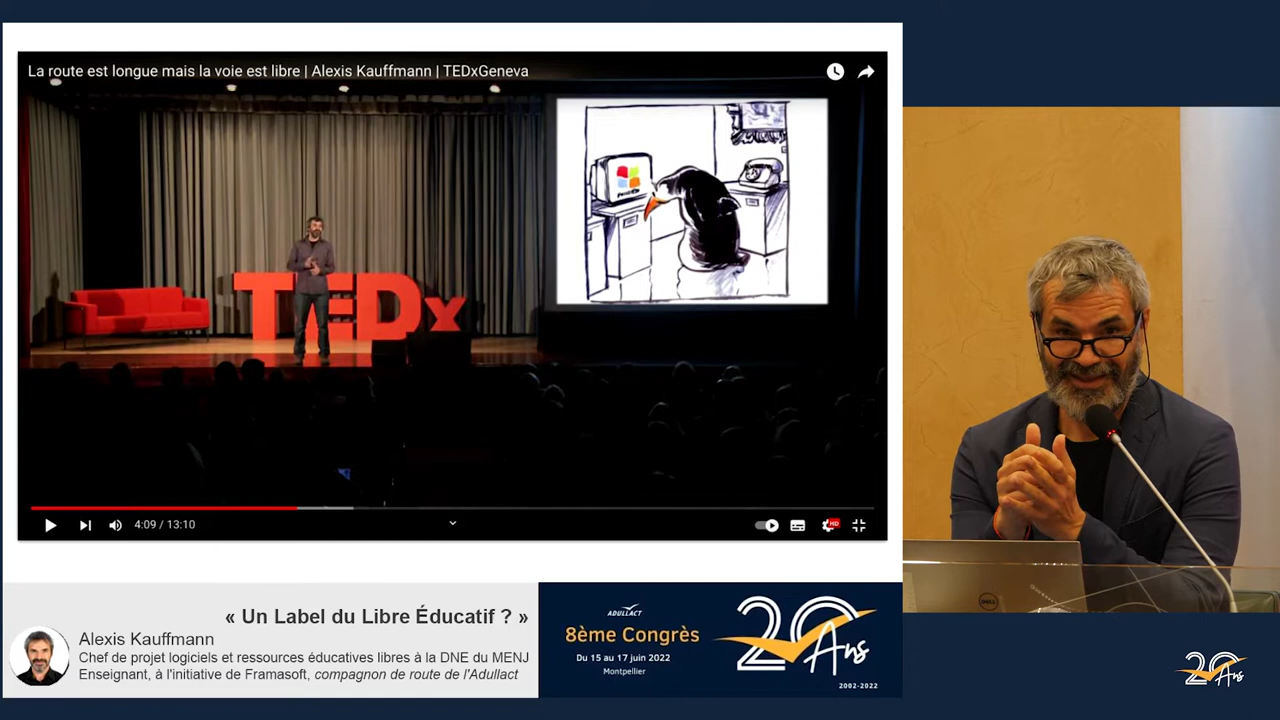 La route est longue mais la voie est libre | Alexis Kauffmann | TEDxGeneva
TEDx
4:09 / 13:10
HD
« Un Label du Libre Éducatif ? »
Alexis Kauffmann
Chef de projet logiciels et ressources éducatives libres à la DNE du MENJ
Enseignant, à l'initiative de Framasoft, compagnon de route de l'Adullact
ADULLACT
8ème Congrès
Du 15 au 17 juin 2022
Montpellier
20 Ans
2002-2022
DELL
20 Ans